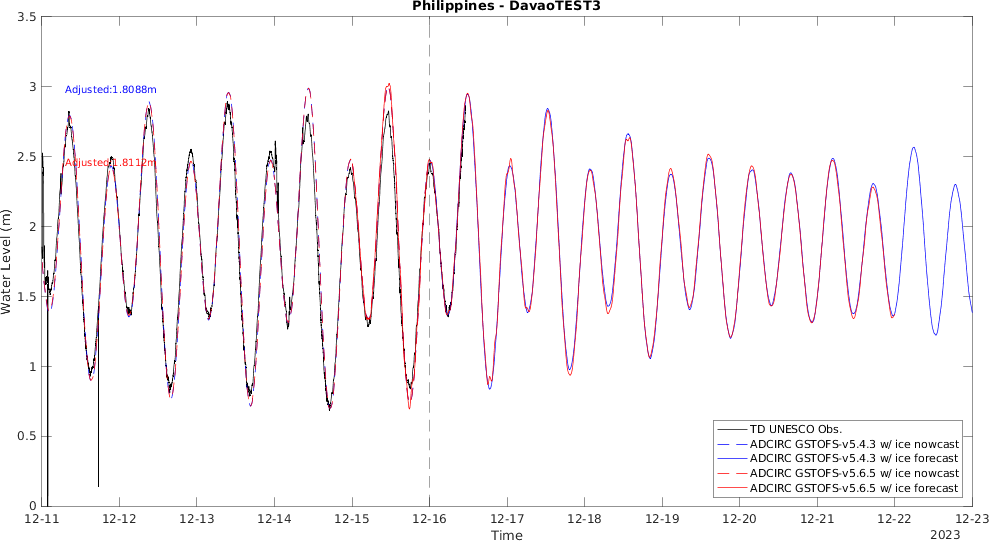 Philippines - DavaoTEST3
3.5
3
2.5
2
1.5
1
0.5
0
Water Level (m)
Adjusted:1.8088m
Adjusted:1.8112m
TD UNESCO Obs.
ADCIRC GSTOFS-v5.4.3 w/ ice nowcast
ADCIRC GSTOFS-v5.4.3 w/ ice forecast
ADCIRC GSTOFS-v5.6.5 w/ ice nowcast
ADCIRC GSTOFS-v5.6.5 w/ ice forecast
12-11 12-12 12-13 12-14 12-15 12-16 12-17 12-18 12-19 12-20 12-21 12-22 12-23
Time
2023